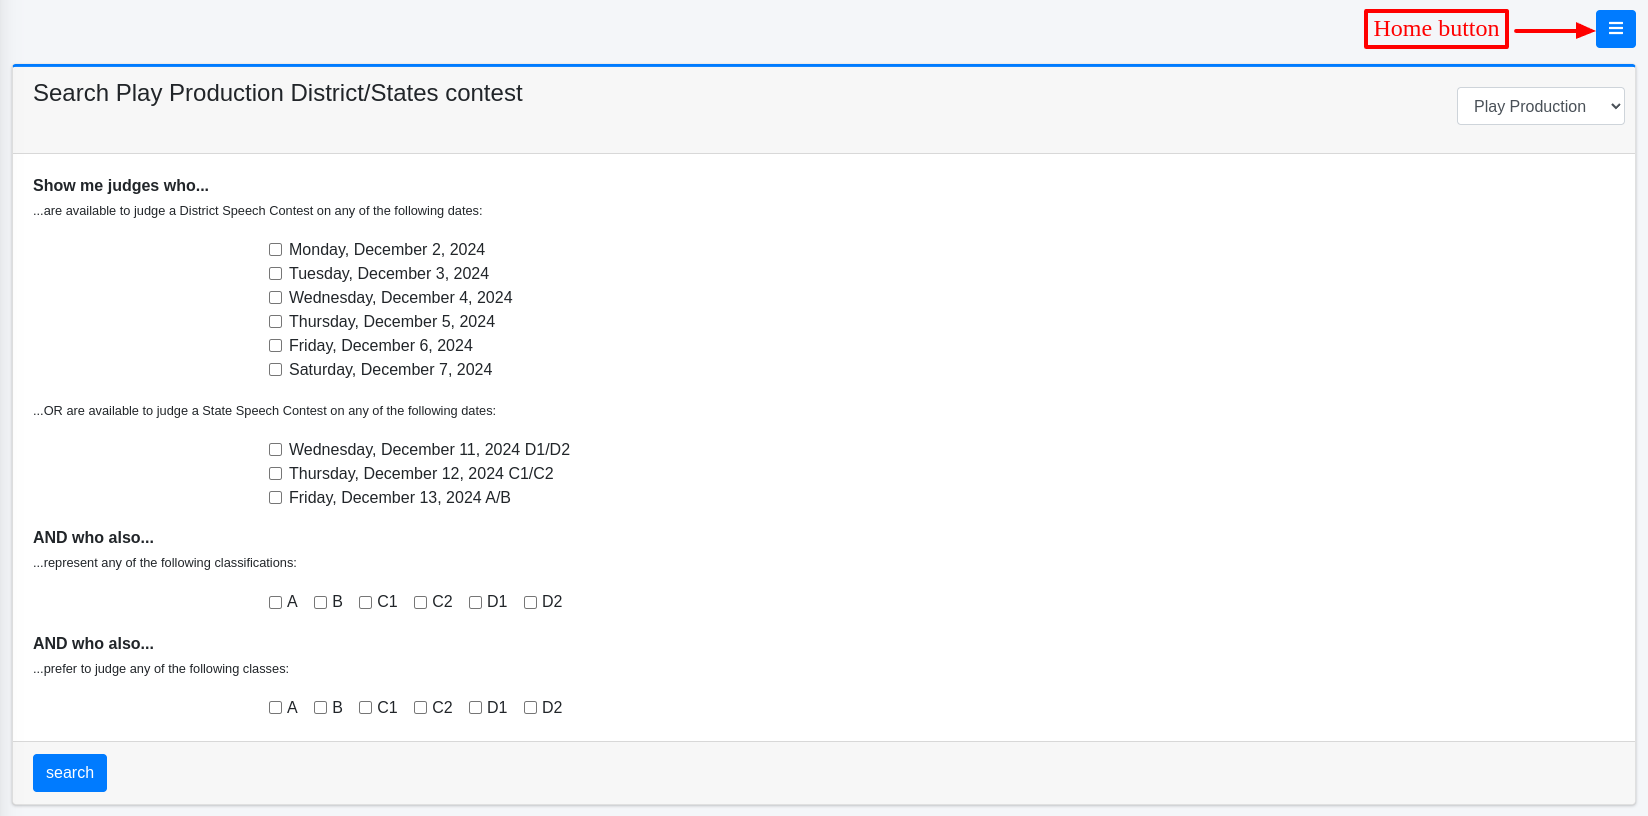 Home button
Search Play Production District/States contest
Play Production
Show me judges who...
...are available to judge a District Speech Contest on any of the following dates:
Monday, December 2, 2024
Tuesday, December 3, 2024
Wednesday, December 4, 2024
Thursday, December 5, 2024
Friday, December 6, 2024
Saturday, December 7, 2024
...OR are available to judge a State Speech Contest on any of the following dates:
Wednesday, December 11, 2024 D1/D2
Thursday, December 12, 2024 C1/C2
Friday, December 13, 2024 A/B
AND who also...
...represent any of the following classifications:
A B C1 C2 D1 D2
AND who also...
...prefer to judge any of the following classes:
A B C1 C2 D1 D2
search